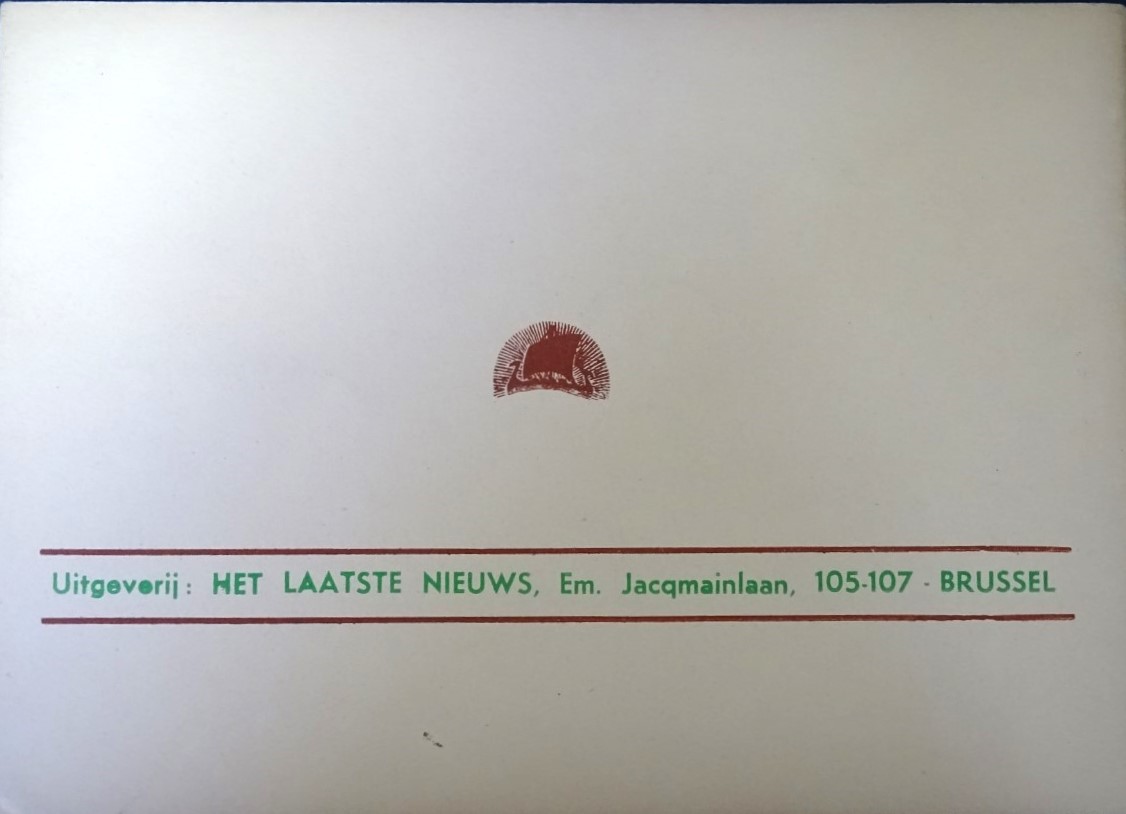 Uitgeverij: HET LAATSTE NIEUWS, Em. Jacqmainlaan, 105-107 - BRUSSEL